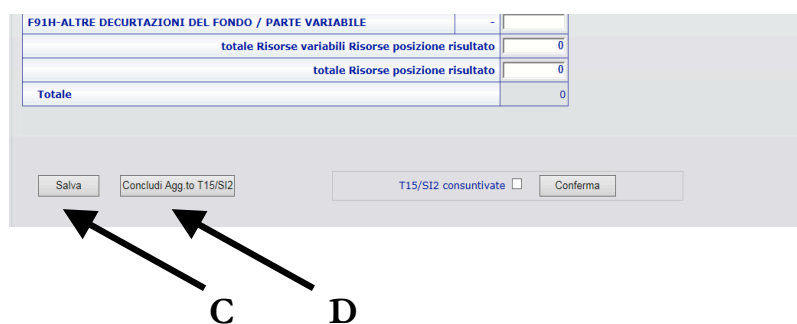 F91H-ALTRE DECURTAZIONI DEL FONDO / PARTE VARIABILE -
totale Risorse variabili Risorse posizione risultato 0
totale Risorse posizione risultato 0
Totale 0
Salva Concludi Agg.to T15/SI2 T15/SI2 consuntivate Conferma
C D